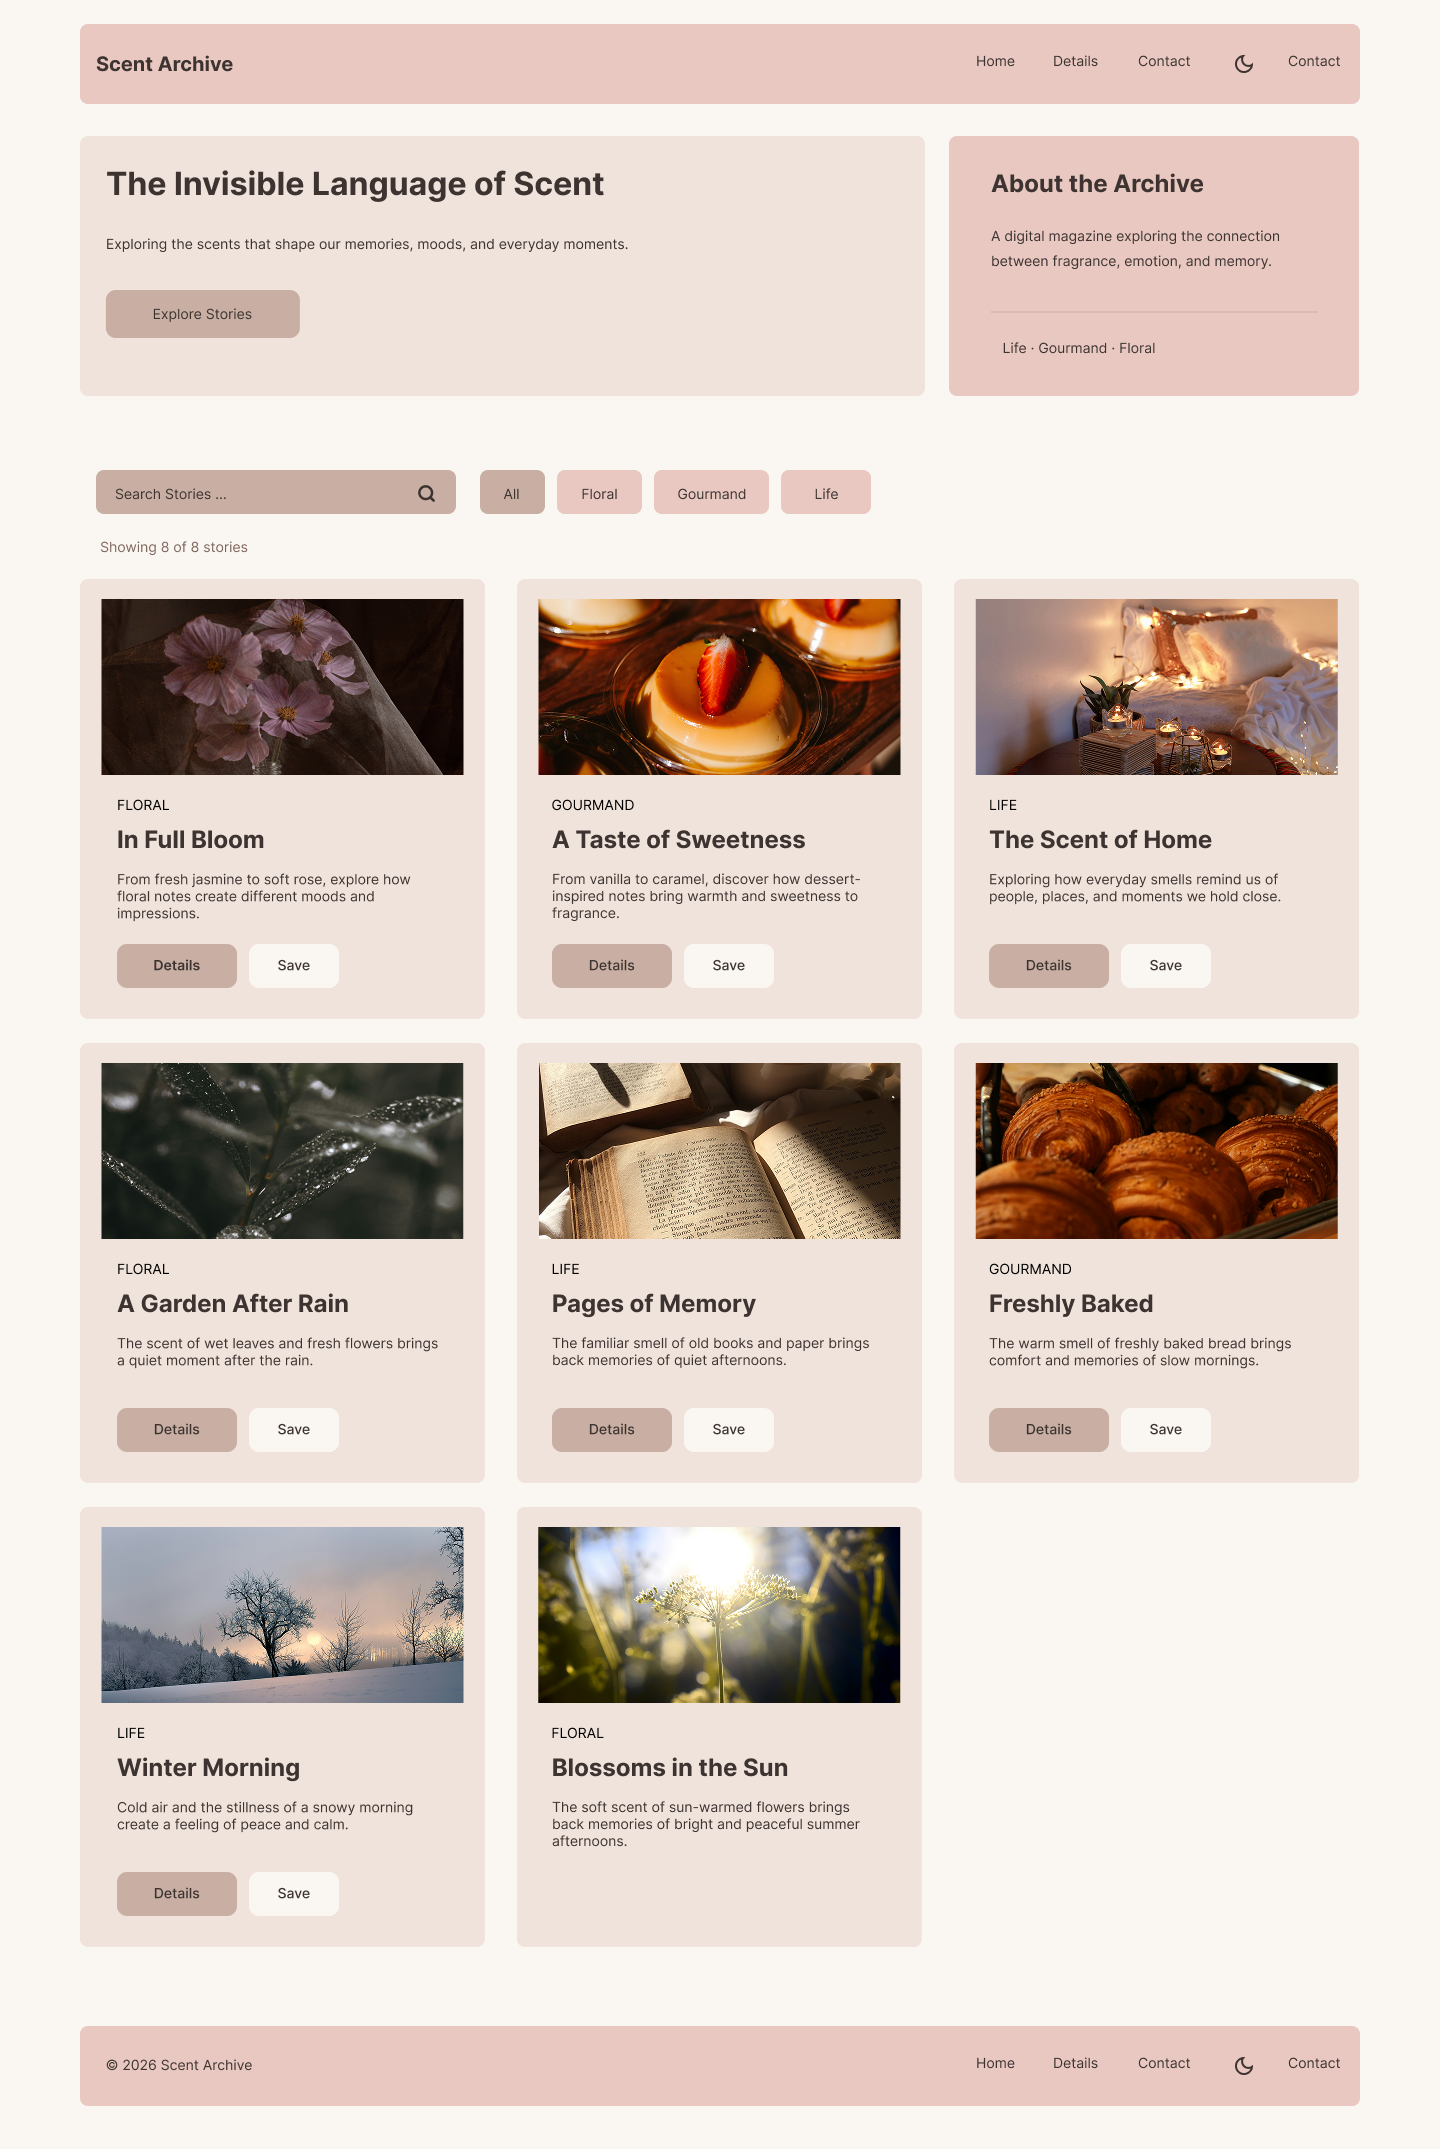 Scent Archive
Home Details Contact Contact
The Invisible Language of Scent
Exploring the scents that shape our memories, moods, and everyday moments.
Explore Stories
About the Archive
A digital magazine exploring the connection
between fragrance, emotion, and memory.
Life · Gourmand · Floral
Search Stories ...
All Floral Gourmand Life
Showing 8 of 8 stories
FLORAL
In Full Bloom
From fresh jasmine to soft rose, explore how
floral notes create different moods and
impressions.
Details Save
GOURMAND
A Taste of Sweetness
From vanilla to caramel, discover how dessert-
inspired notes bring warmth and sweetness to
fragrance.
Details Save
LIFE
The Scent of Home
Exploring how everyday smells remind us of
people, places, and moments we hold close.
Details Save
FLORAL
A Garden After Rain
The scent of wet leaves and fresh flowers brings
a quiet moment after the rain.
Details Save
LIFE
Pages of Memory
The familiar smell of old books and paper brings
back memories of quiet afternoons.
Details Save
GOURMAND
Freshly Baked
The warm smell of freshly baked bread brings
comfort and memories of slow mornings.
Details Save
LIFE
Winter Morning
Cold air and the stillness of a snowy morning
create a feeling of peace and calm.
Details Save
FLORAL
Blossoms in the Sun
The soft scent of sun-warmed flowers brings
back memories of bright and peaceful summer
afternoons.
© 2026 Scent Archive
Home Details Contact Contact